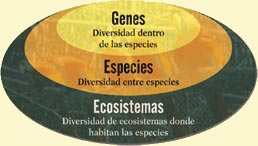 Genes
Diversidad dentro
de las especies
Especies
Diversidad entre especies
Ecosistemas
Diversidad de ecosistemas donde
habitan las especies